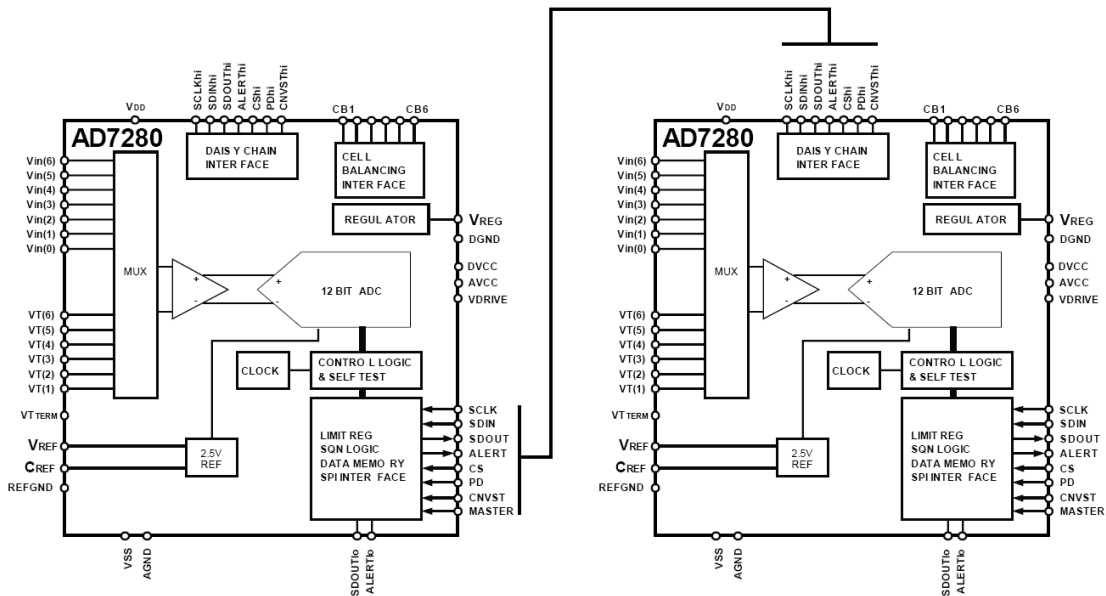 SCLKhi
SDINhi
SDOUThi
ALERThi
CShi
PDhi
CNVSThi
VDD
CB1
CB6
AD7280
DAIS Y CHAIN
INTER FACE
CELL
BALANCING
INTER FACE
REGUL ATOR
Vin(6)
Vin(5)
Vin(4)
Vin(3)
Vin(2)
Vin(1)
Vin(0)
MUX
+
-
+
-
12 BIT ADC
VREG
DGND
DVCC
AVCC
VDRIVE
VT(6)
VT(5)
VT(4)
VT(3)
VT(2)
VT(1)
VTTERM
VREF
CREF
REFGND
CLOCK
CONTRO L LOGIC
& SELF TEST
2.5V
REF
LIMIT REG
SQN LOGIC
DATA MEMO RY
SPI INTER FACE
SCLK
SDIN
SDOUT
ALERT
CS
PD
CNVST
MASTER
VSS
AGND
SDOUTlo
ALERTlo
SCLKhi
SDINhi
SDOUThi
ALERThi
CShi
PDhi
CNVSThi
VDD
CB1
CB6
AD7280
DAIS Y CHAIN
INTER FACE
CELL
BALANCING
INTER FACE
REGUL ATOR
Vin(6)
Vin(5)
Vin(4)
Vin(3)
Vin(2)
Vin(1)
Vin(0)
MUX
+
-
+
-
12 BIT ADC
VREG
DGND
DVCC
AVCC
VDRIVE
VT(6)
VT(5)
VT(4)
VT(3)
VT(2)
VT(1)
VTTERM
VREF
CREF
REFGND
CLOCK
CONTRO L LOGIC
& SELF TEST
2.5V
REF
LIMIT REG
SQN LOGIC
DATA MEMO RY
SPI INTER FACE
SCLK
SDIN
SDOUT
ALERT
CS
PD
CNVST
MASTER
VSS
AGND
SDOUTlo
ALERTlo